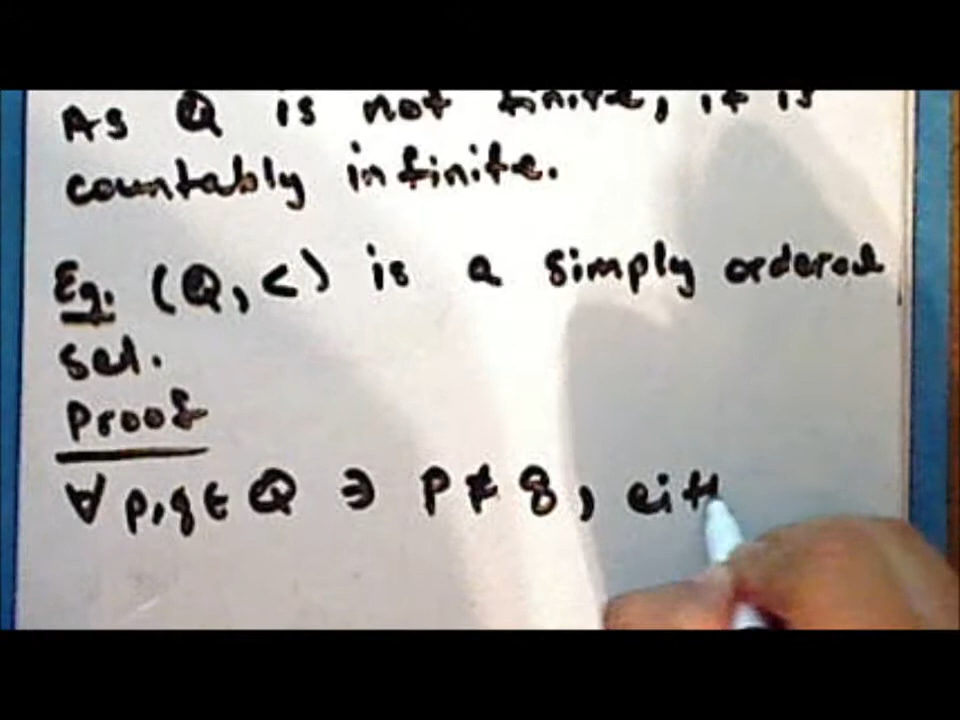 As Q is not finite, it is
countably infinite.
Eg. (Q, <) is a simply ordered
set.
Proof
∀ p, q ∈ Q ∋ p ≠ q, eith